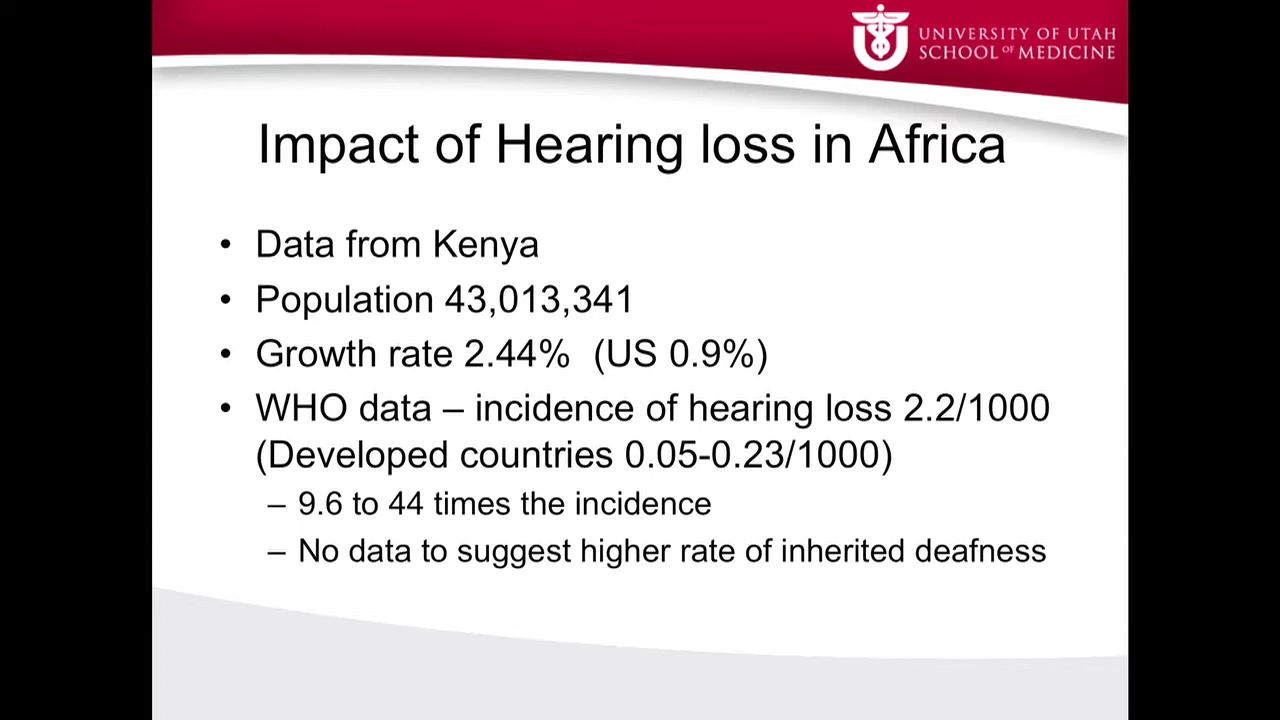 UNIVERSITY OF UTAH
SCHOOL OF MEDICINE
Impact of Hearing loss in Africa
• Data from Kenya
• Population 43,013,341
• Growth rate 2.44%  (US 0.9%)
• WHO data – incidence of hearing loss 2.2/1000
(Developed countries 0.05-0.23/1000)
– 9.6 to 44 times the incidence
– No data to suggest higher rate of inherited deafness